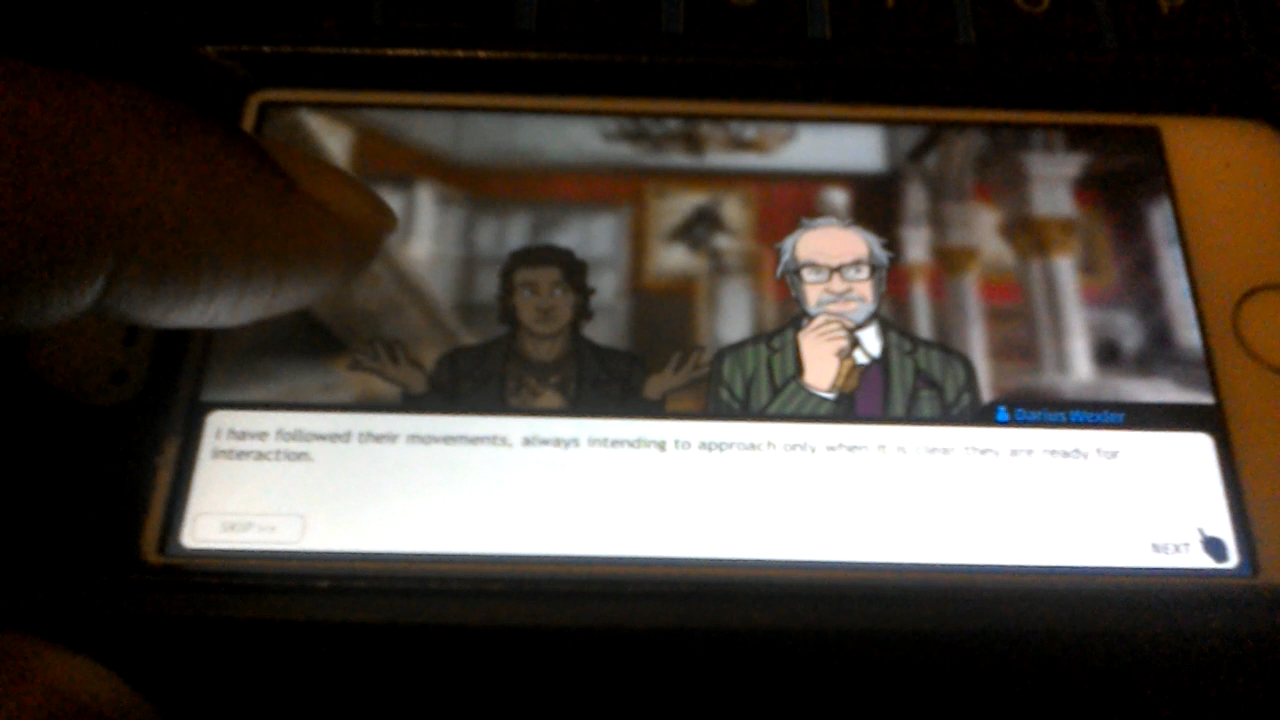 Darius Wexler
I have followed their movements, always intending to approach only when it is clear they are ready for
interaction.
SKIP >>
NEXT